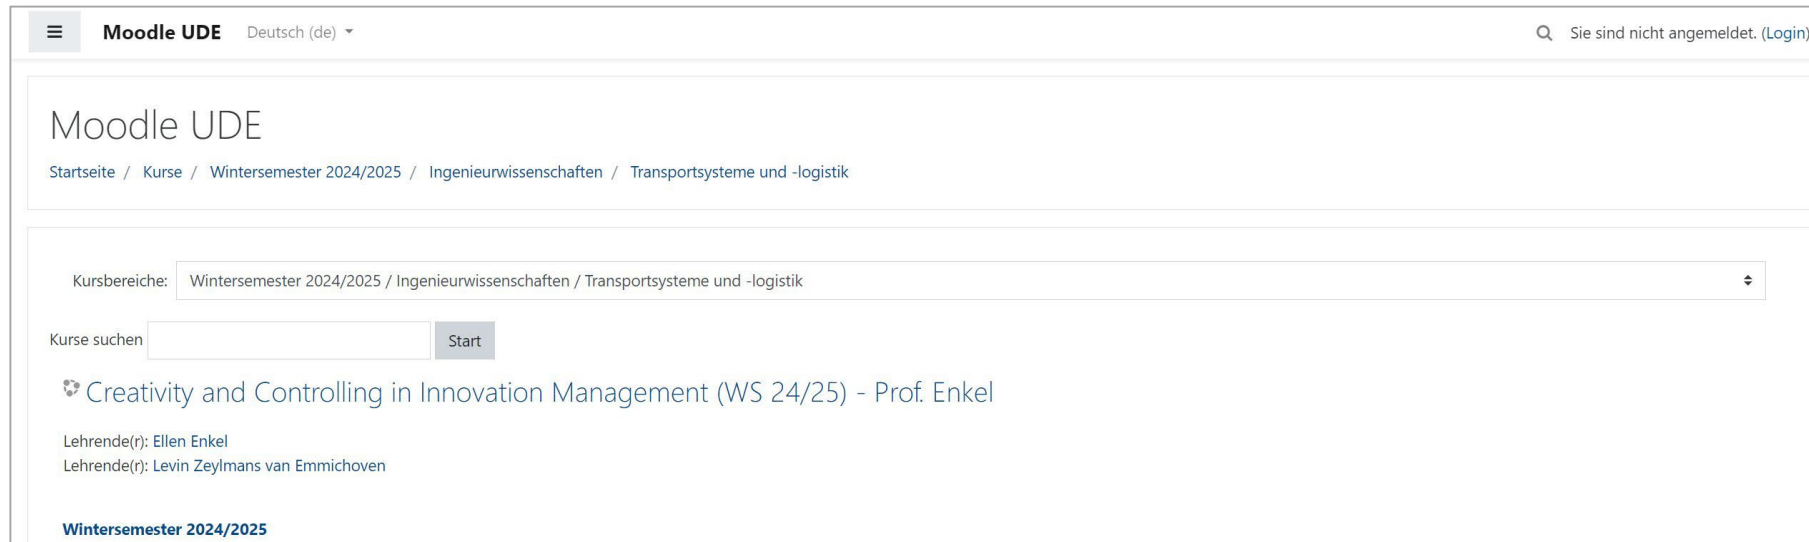 Moodle UDE Deutsch (de) Sie sind nicht angemeldet. (Login)
Moodle UDE
Startseite / Kurse / Wintersemester 2024/2025 / Ingenieurwissenschaften / Transportsysteme und -logistik
Kursbereiche: Wintersemester 2024/2025 / Ingenieurwissenschaften / Transportsysteme und -logistik
Kurse suchen Start
Creativity and Controlling in Innovation Management (WS 24/25) - Prof. Enkel
Lehrende(r): Ellen Enkel
Lehrende(r): Levin Zeylmans van Emmichoven
Wintersemester 2024/2025